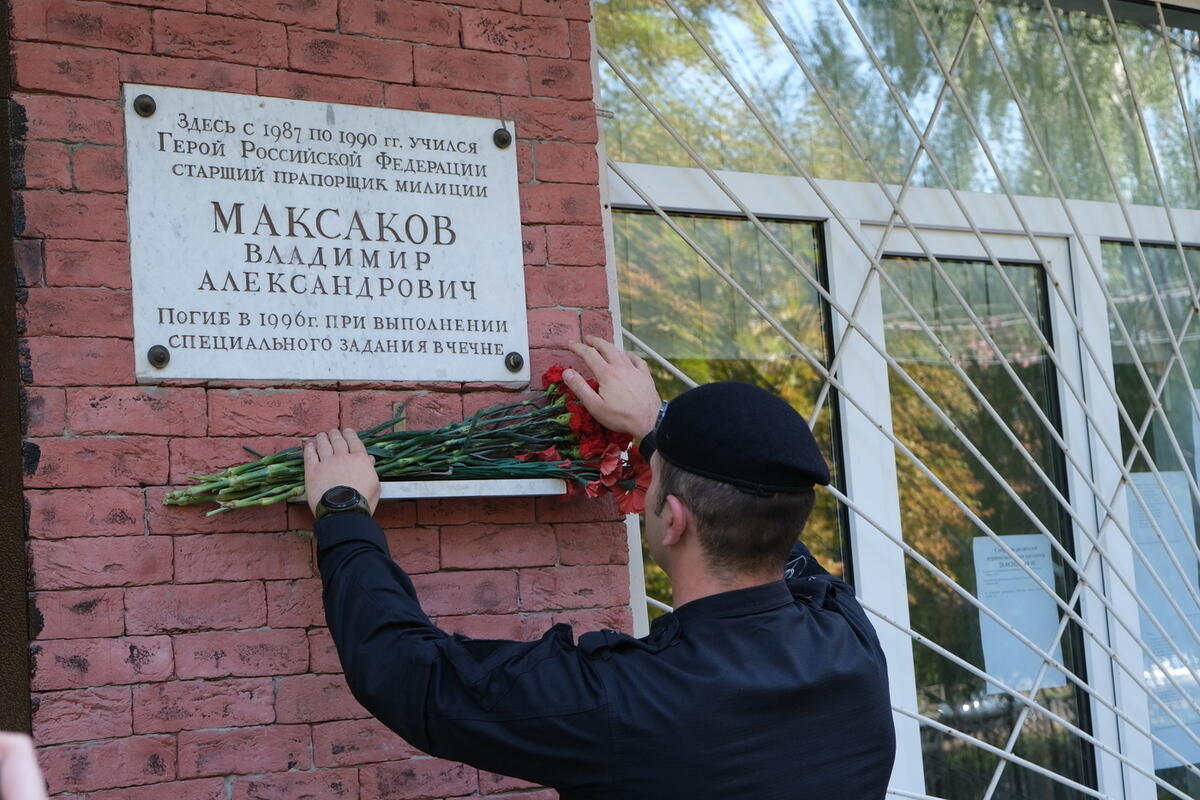 Здесь с 1987 по 1990 гг. учился
Герой Российской Федерации
старший прапорщик милиции
Максаков
Владимир
Александрович
Погиб в 1996г. при выполнении
специального задания в Чечне